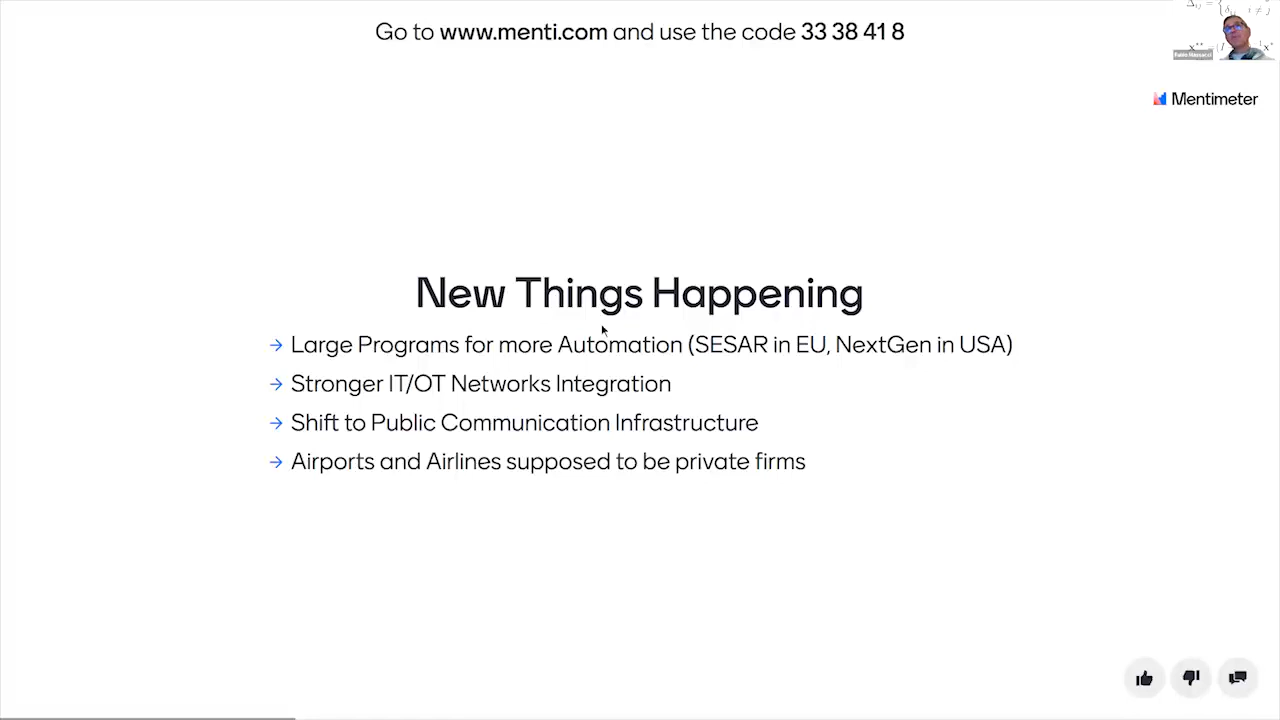 Go to www.menti.com and use the code 33 38 41 8
Mentimeter
New Things Happening
→ Large Programs for more Automation (SESAR in EU, NextGen in USA)
→ Stronger IT/OT Networks Integration
→ Shift to Public Communication Infrastructure
→ Airports and Airlines supposed to be private firms